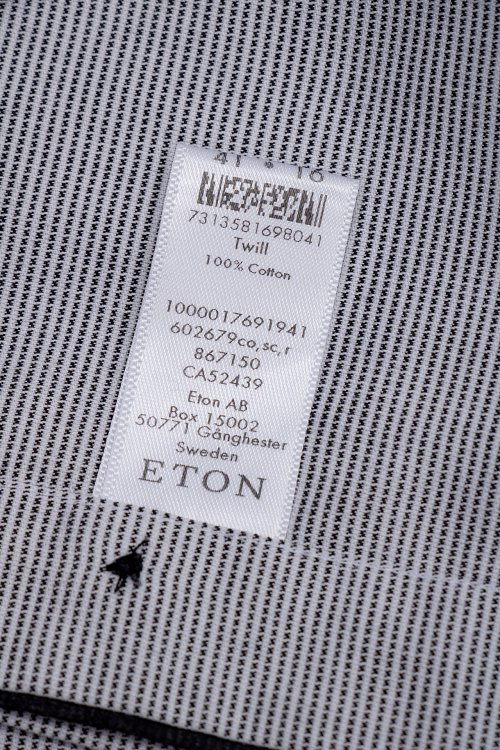 41 • 16
7313581698041
Twill
100% Cotton
1000017691941
602679co,sc,r
867150
CA52439
Eton AB
Box 15002
50771 Gånghester
Sweden
ETON